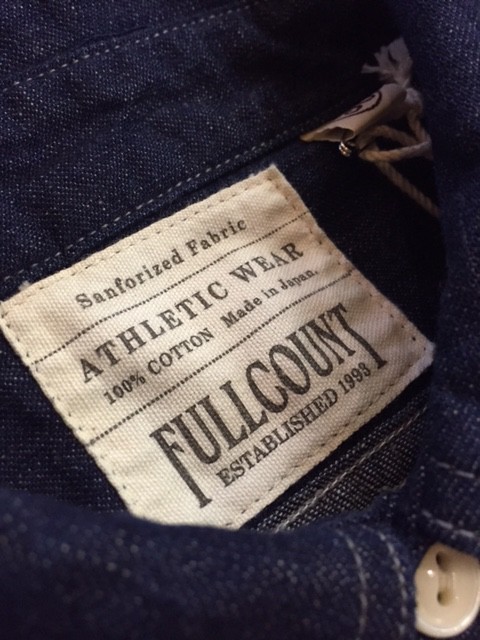 Sanforized Fabric
ATHLETIC WEAR
100% COTTON Made in Japan.
FULLCOUNT
ESTABLISHED 1993